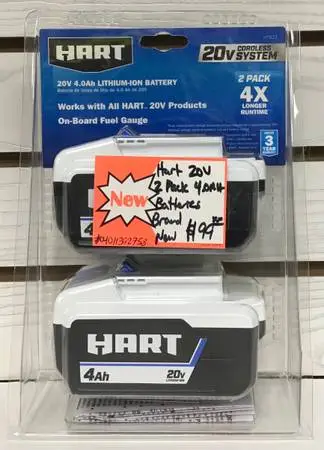 HART
20V CORDLESS
SYSTEM
20V 4.0Ah LITHIUM-ION BATTERY
2 PACK
4X
LONGER
RUNTIME
Works with All HART 20V Products
On-Board Fuel Gauge
3
YEAR
New
Hart 20V
2 Pack 4.0AH
Batteries
Brand
New
HART
HART
4Ah
20V